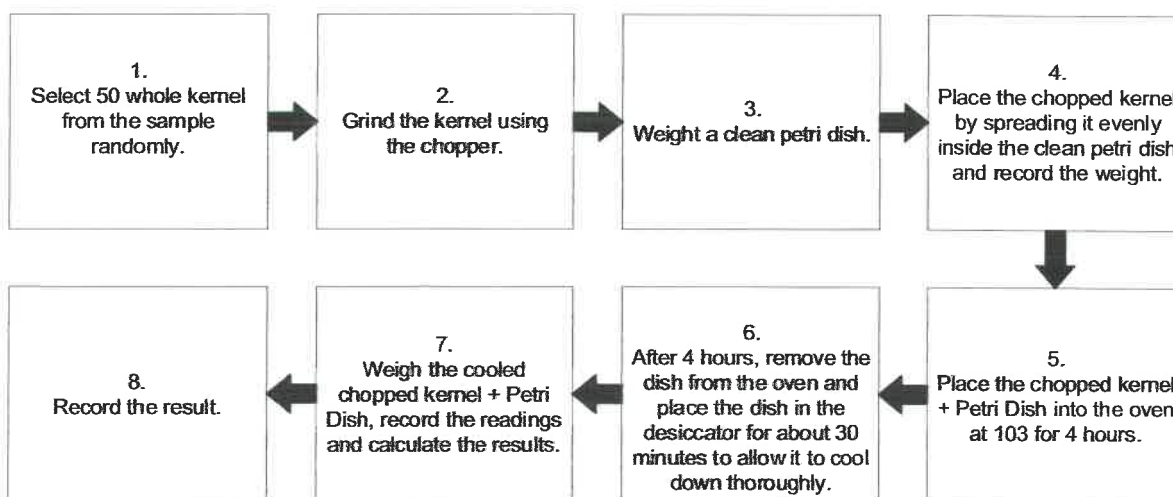 1.
Select 50 whole kernel
from the sample
randomly.
2.
Grind the kernel using
the chopper.
3.
Weight a clean petri dish.
4.
Place the chopped kernel
by spreading it evenly
inside the clean petri dish
and record the weight.
5.
Place the chopped kernel
+ Petri Dish into the oven
at 103 for 4 hours.
6.
After 4 hours, remove the
dish from the oven and
place the dish in the
desiccator for about 30
minutes to allow it to cool
down thoroughly.
7.
Weigh the cooled
chopped kernel + Petri
Dish, record the readings
and calculate the results.
8.
Record the result.